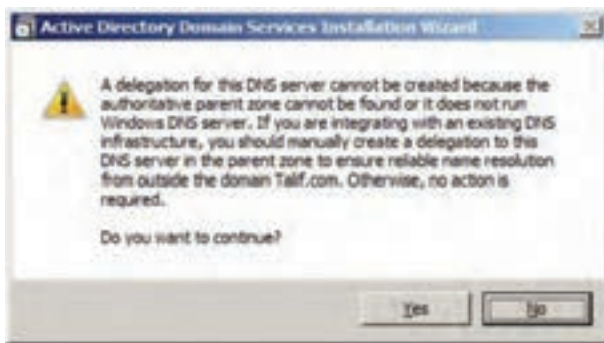 Active Directory Domain Services Installation Wizard
A delegation for this DNS server cannot be created because the
authoritative parent zone cannot be found or it does not run
Windows DNS server. If you are integrating with an existing DNS
infrastructure, you should manually create a delegation to this
DNS server in the parent zone to ensure reliable name resolution
from outside the domain Talif.com. Otherwise, no action is
required.
Do you want to continue?
Yes No